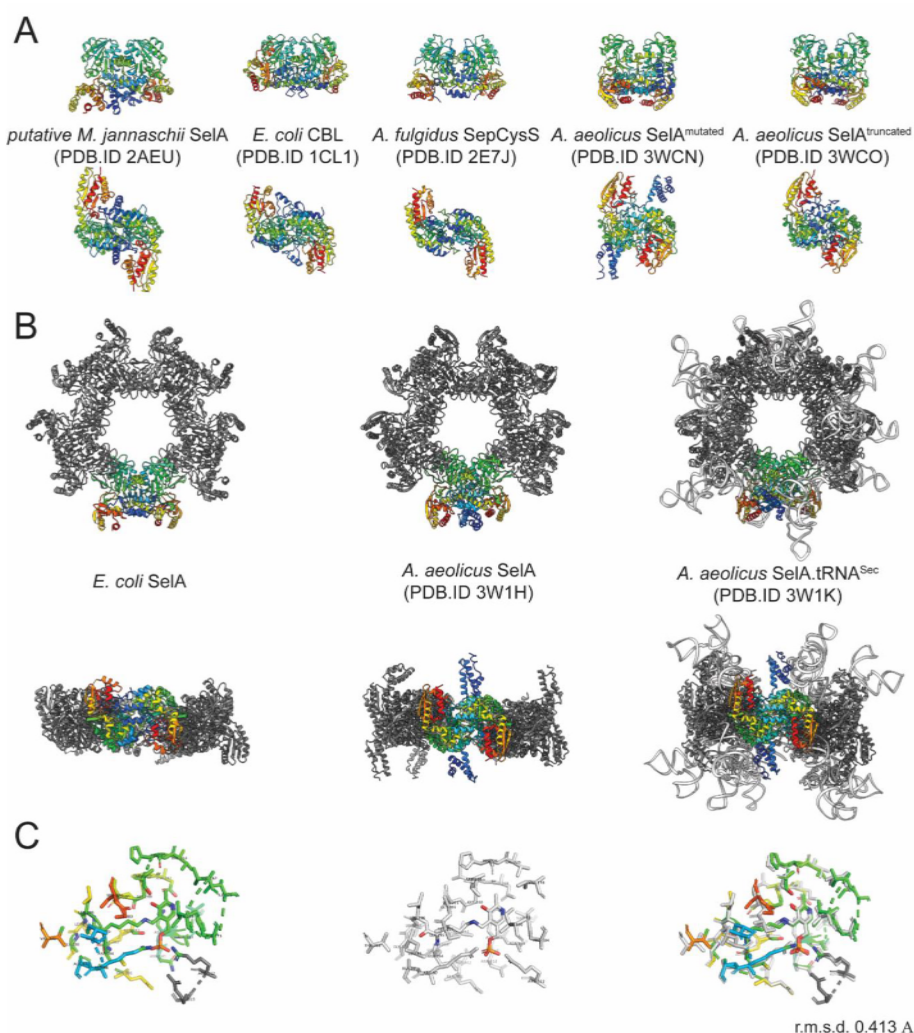 A
putative M. jannaschii SelA
(PDB.ID 2AEU)
E. coli CBL
(PDB.ID 1CL1)
A. fulgidus SepCysS
(PDB.ID 2E7J)
A. aeolicus SelAmutated
(PDB.ID 3WCN)
A. aeolicus SelAtruncated
(PDB.ID 3WCO)
B
E. coli SelA
A. aeolicus SelA
(PDB.ID 3W1H)
A. aeolicus SelA.tRNASec
(PDB.ID 3W1K)
C
r.m.s.d. 0.413 Å